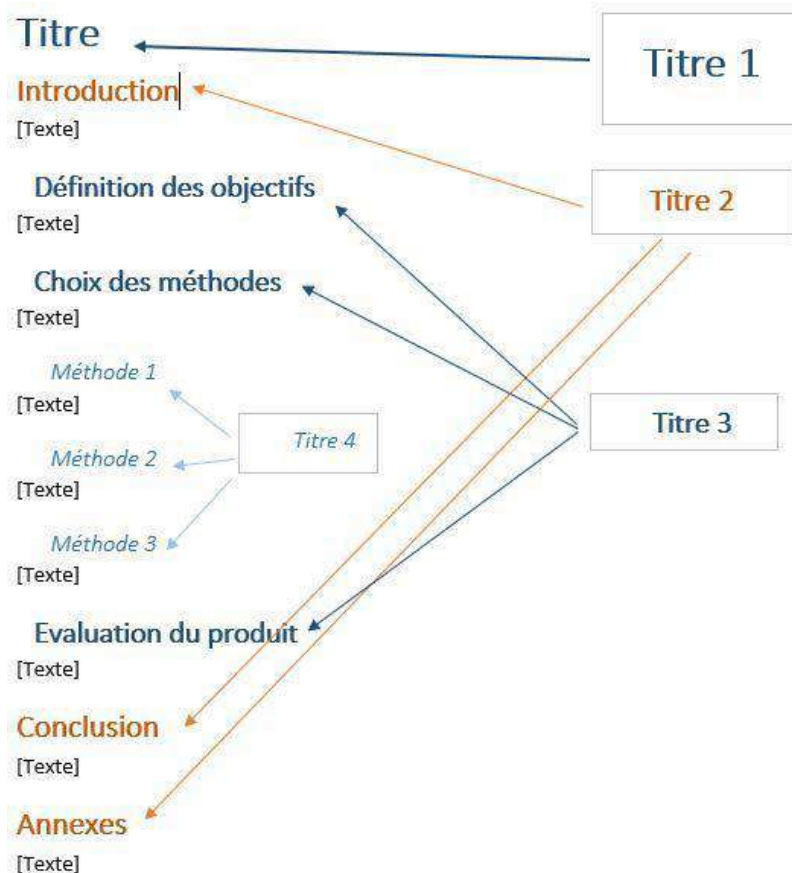 Titre
Titre 1
Introduction
[Texte]
Définition des objectifs
Titre 2
[Texte]
Choix des méthodes
[Texte]
Méthode 1
[Texte]
Titre 3
Titre 4
Méthode 2
[Texte]
Méthode 3
[Texte]
Evaluation du produit
[Texte]
Conclusion
[Texte]
Annexes
[Texte]